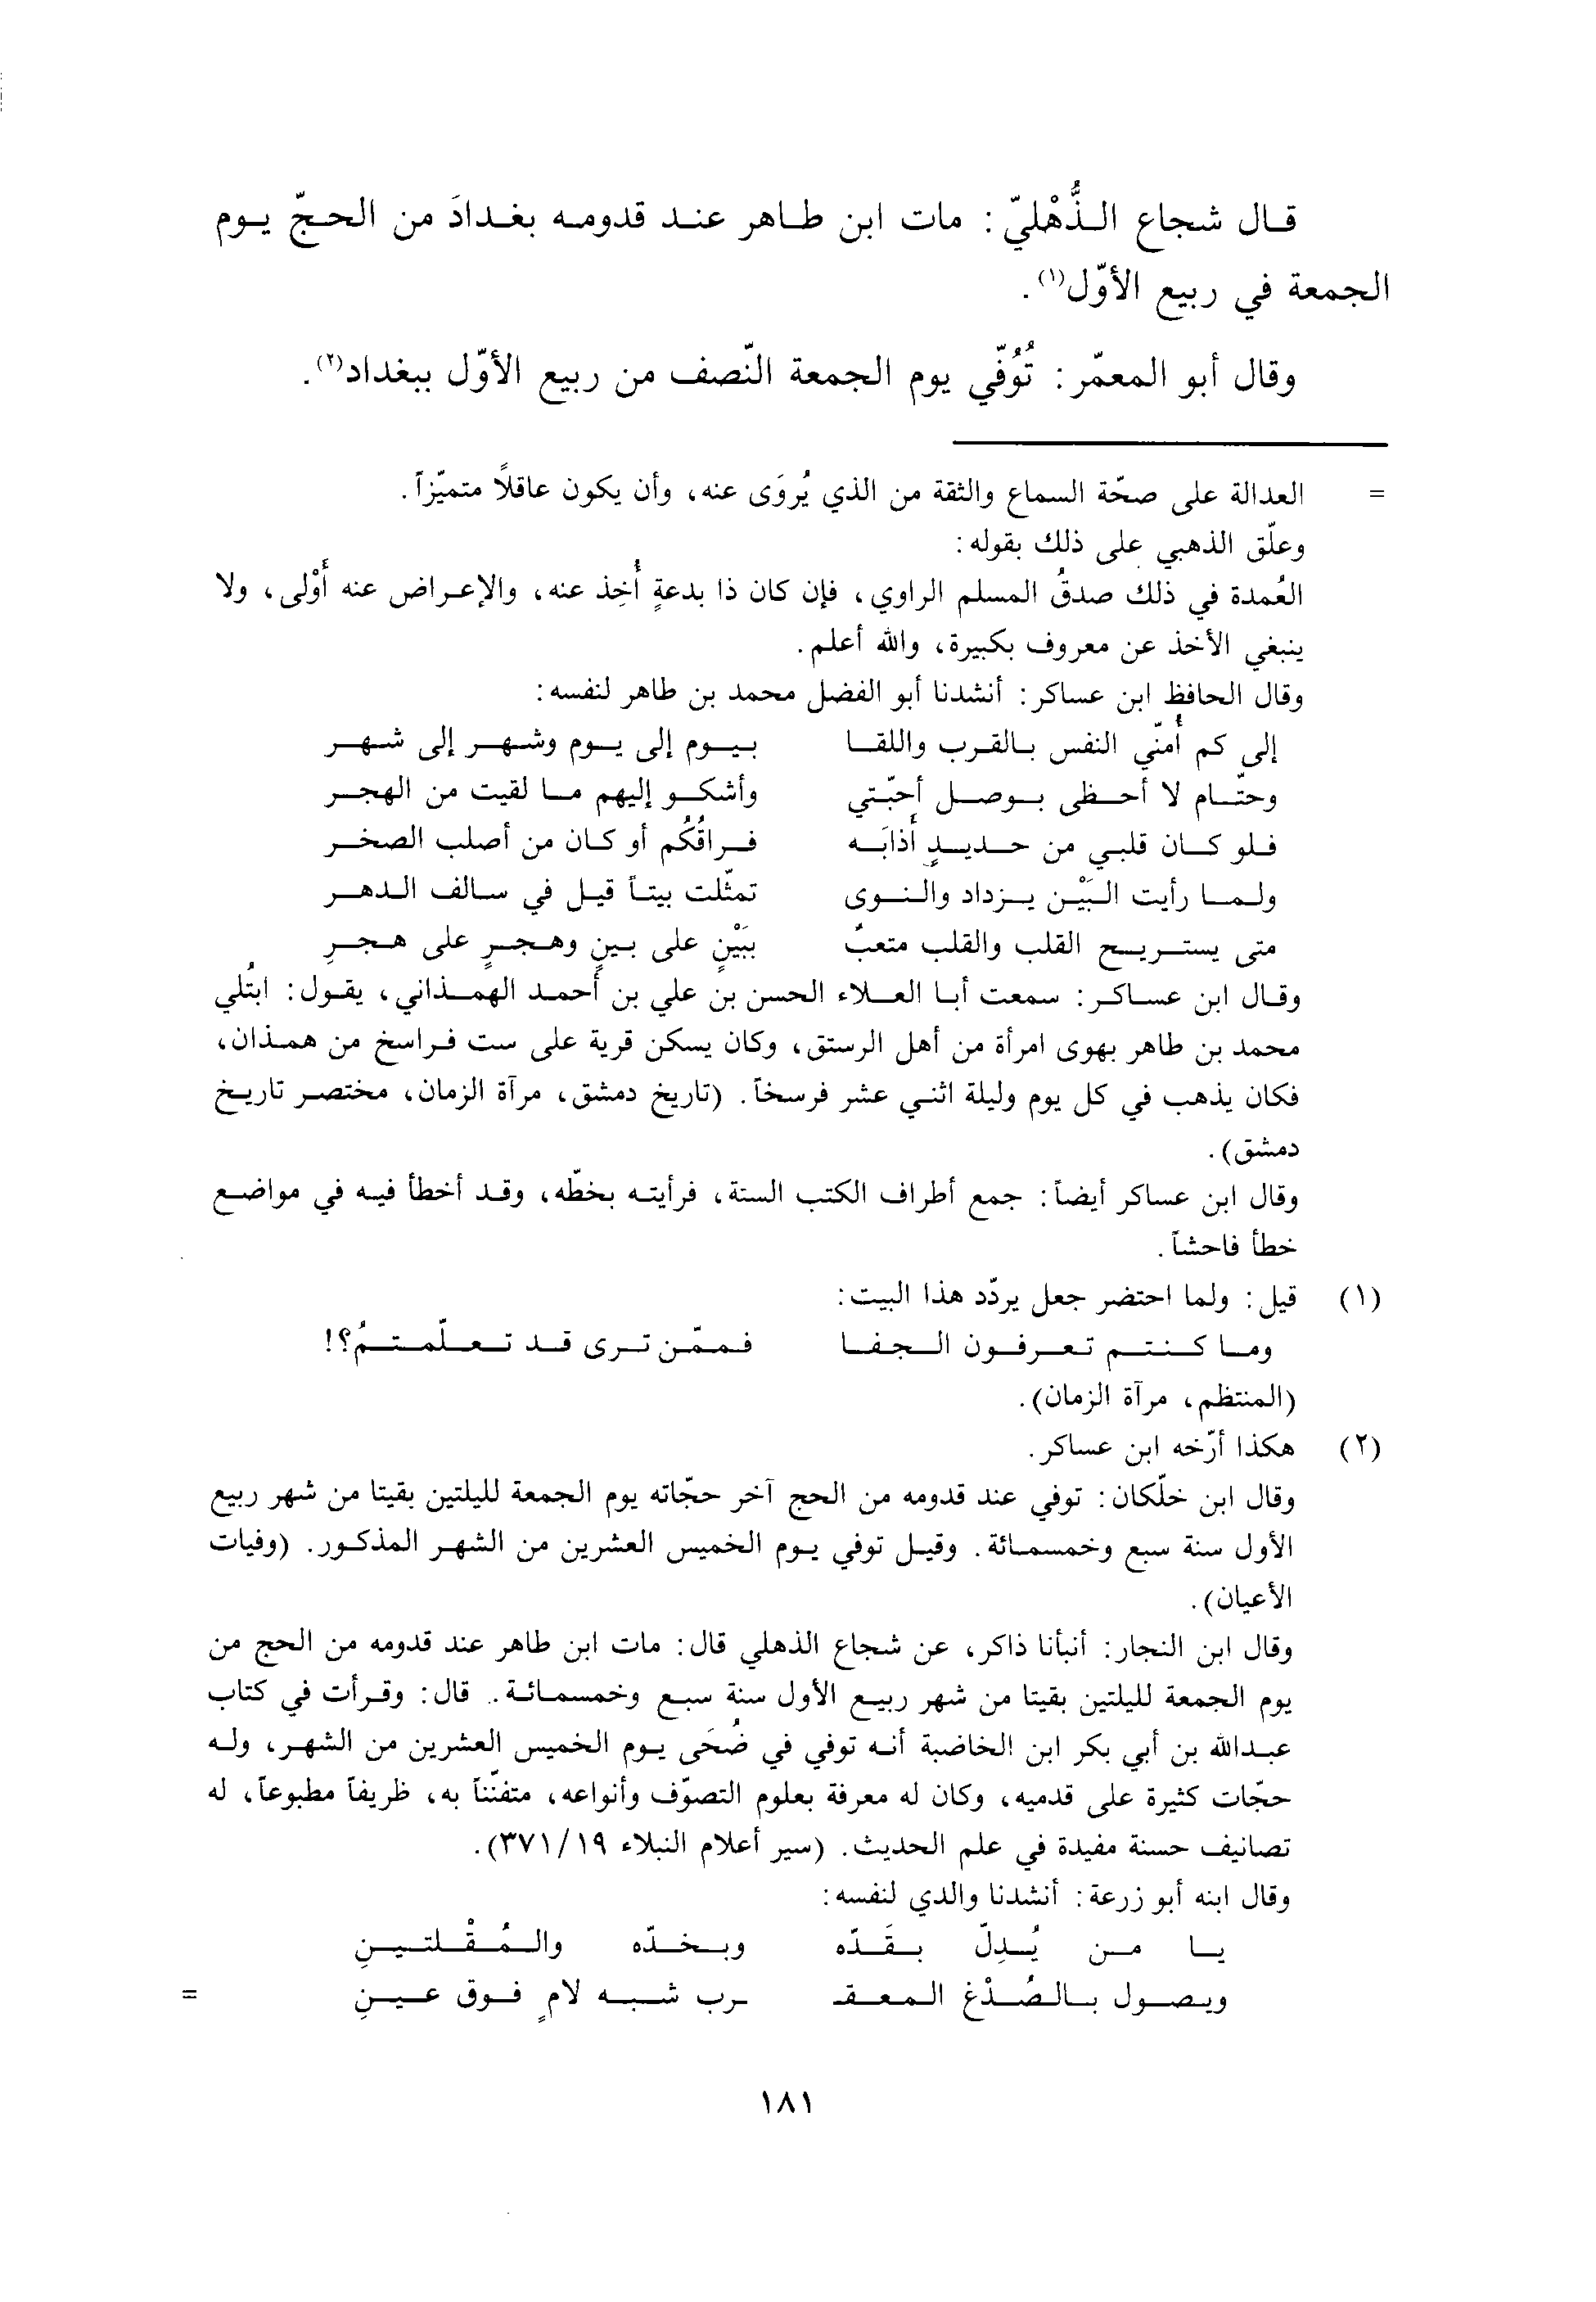 قال شجاع الذُّهْليّ: مات ابن طاهر عند قدومه بغدادَ من الحجّ يوم
الجمعة في ربيع الأوّل(١).
وقال أبو المعمّر: تُوُفّي يوم الجمعة النّصف من ربيع الأوّل ببغداد(٢).
= العدالة على صحّة السماع والثقة من الذي يُروَى عنه، وأن يكون عاقلاً متميّزاً.
وعلّق الذهبي على ذلك بقوله:
العُمدة في ذلك صدقُ المسلم الراوي، فإن كان ذا بدعةٍ أُخِذ عنه، والإعراض عنه أَوْلى، ولا
ينبغي الأخذ عن معروف بكبيرة، والله أعلم.
وقال الحافظ ابن عساكر: أنشدنا أبو الفضل محمد بن طاهر لنفسه:
إلى كم أُمنّي النفس بالقرب واللقا بيوم إلى يوم وشهر إلى شهر
وحتّام لا أحظى بوصل أحبّتي وأشكو إليهم ما لقيت من الهجر
فلو كان قلبي من حديدٍ أذابَه فراقُكُم أو كان من أصلب الصخر
ولما رأيت البَيْن يزداد والنوى تمثّلت بيتاً قيل في سالف الدهر
متى يستريح القلب والقلب متعبُ ببَيْنٍ على بينٍ وهجرٍ على هجرِ
وقال ابن عساكر: سمعت أبا العلاء الحسن بن علي بن أحمد الهمذاني، يقول: ابتُلي
محمد بن طاهر بهوى امرأة من أهل الرستق، وكان يسكن قرية على ست فراسخ من همذان،
فكان يذهب في كل يوم وليلة اثني عشر فرسخاً. (تاريخ دمشق، مرآة الزمان، مختصر تاريخ
دمشق).
وقال ابن عساكر أيضاً: جمع أطراف الكتب الستة، فرأيته بخطّه، وقد أخطأ فيه في مواضع
خطأ فاحشاً.
(١) قيل: ولما احتضر جعل يردّد هذا البيت:
وما كنتم تعرفون الجفا فممّن ترى قد تعلّمتمُ؟!
(المنتظم، مرآة الزمان).
(٢) هكذا أرّخه ابن عساكر.
وقال ابن خلّكان: توفي عند قدومه من الحج آخر حجّاته يوم الجمعة لليلتين بقيتا من شهر ربيع
الأول سنة سبع وخمسمائة. وقيل توفي يوم الخميس العشرين من الشهر المذكور. (وفيات
الأعيان).
وقال ابن النجار: أنبأنا ذاكر، عن شجاع الذهلي قال: مات ابن طاهر عند قدومه من الحج من
يوم الجمعة لليلتين بقيتا من شهر ربيع الأول سنة سبع وخمسمائة. قال: وقرأت في كتاب
عبدالله بن أبي بكر ابن الخاضبة أنه توفي في ضُحَى يوم الخميس العشرين من الشهر، وله
حجّات كثيرة على قدميه، وكان له معرفة بعلوم التصوّف وأنواعه، متفنّناً به، ظريفاً مطبوعاً، له
تصانيف حسنة مفيدة في علم الحديث. (سير أعلام النبلاء ١٩/٣٧١).
وقال ابنه أبو زرعة: أنشدنا والدي لنفسه:
يا من يُدِلّ بقَدّه وبخدّه والمُقْلتينِ
ويصول بالصُدْغ المعقـ ـرب شبه لامٍ فوق عينِ =
١٨١